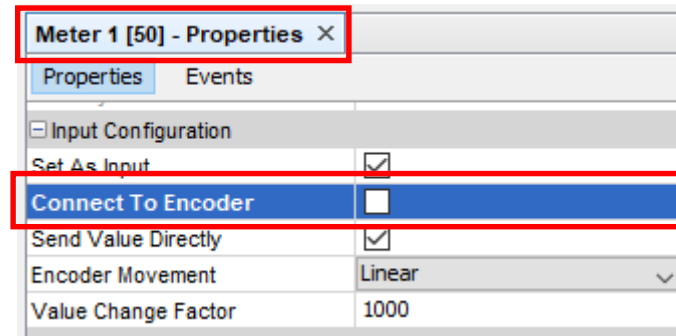 Meter 1 [50] - Properties ×
Properties Events
Input Configuration
Set As Input
Connect To Encoder
Send Value Directly
Encoder Movement Linear
Value Change Factor 1000